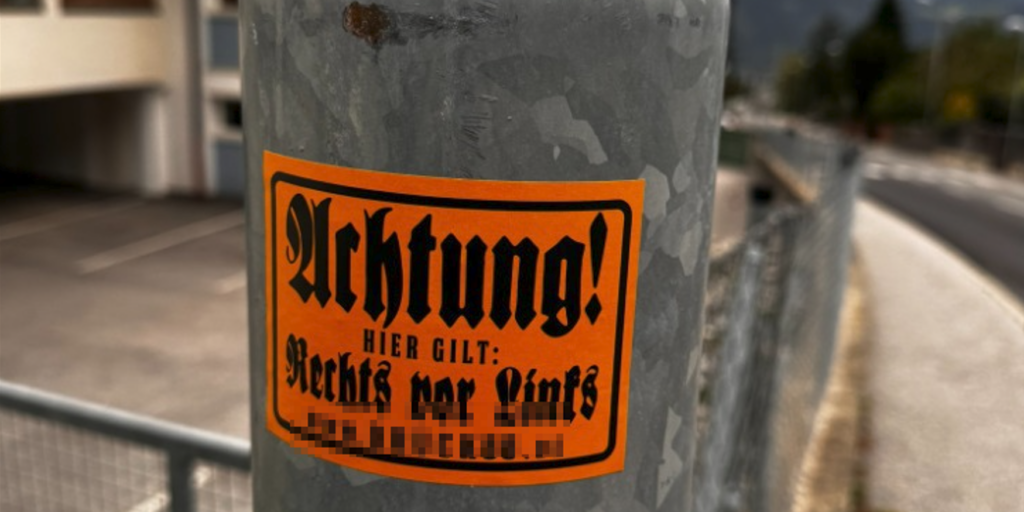 Achtung!
HIER GILT:
Rechts vor Links